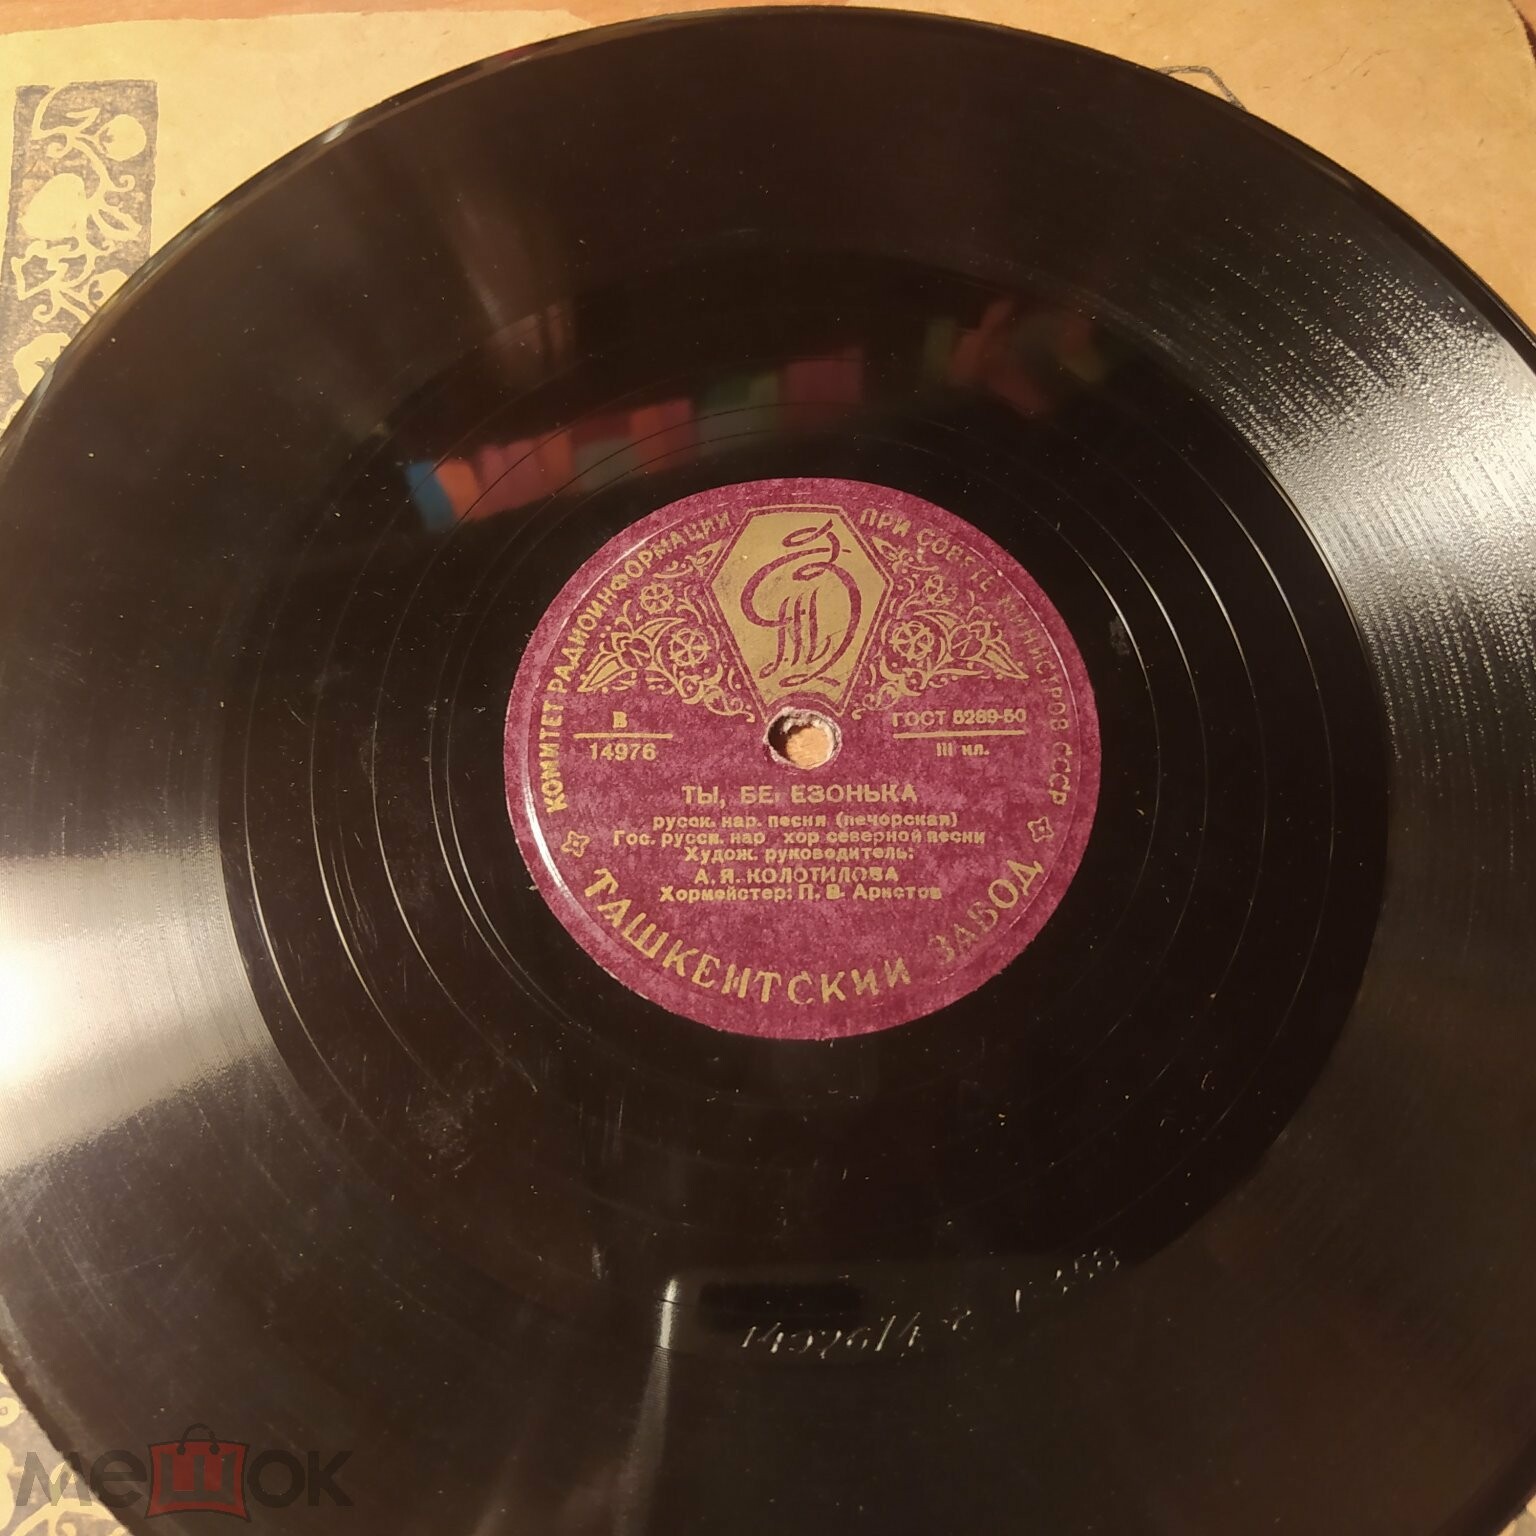 КОМИТЕТ РАДИОИНФОРМАЦИИ ПРИ СОВЕТЕ МИНИСТРОВ СССР
В
14976
ГОСТ 5289-50
III кл.
ТЫ, БЕ ЕЗОНЬКА
русск. нар. песня (печорская)
Гос. русск. нар хор северной песни
Худож. руководитель:
А. Я. КОЛОТИЛОВА
Хормейстер: П. В. Аристов
ТАШКЕНТСКИЙ ЗАВОД
мешок